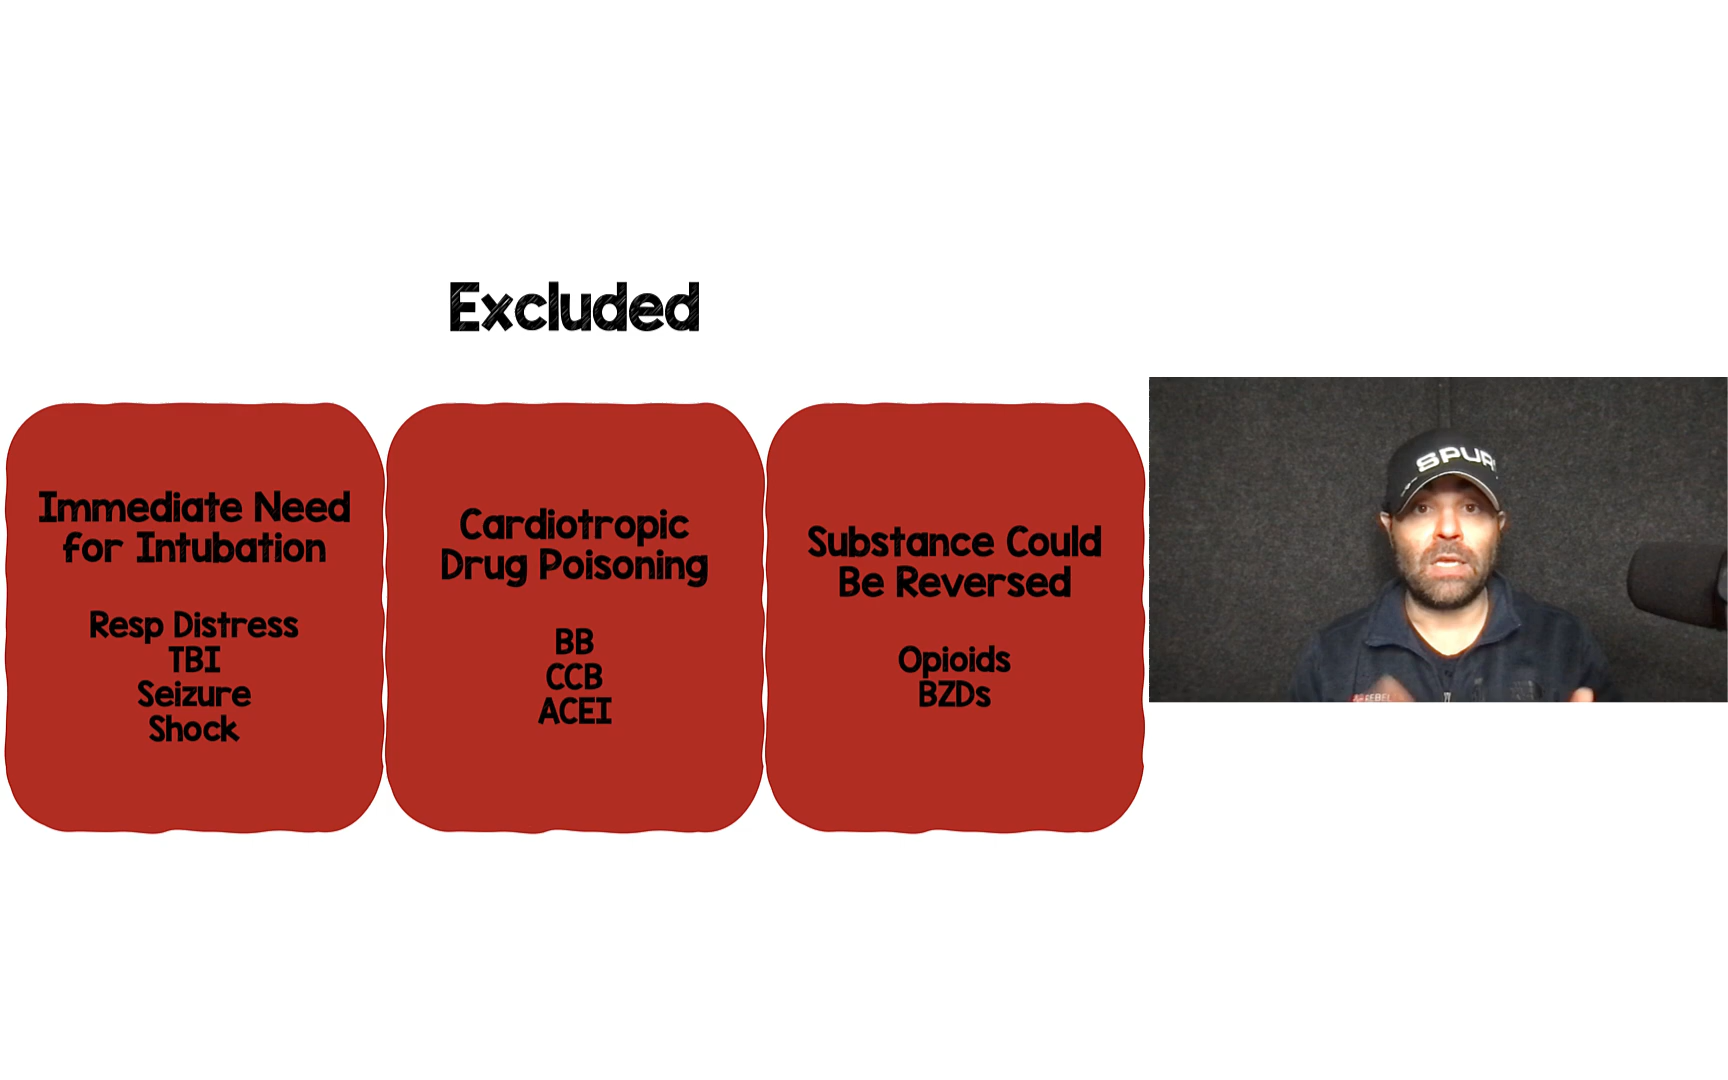 Excluded
Immediate Need
for Intubation
Resp Distress
TBI
Seizure
Shock
Cardiotropic
Drug Poisoning
BB
CCB
ACEI
Substance Could
Be Reversed
Opioids
BZDs
SPUR
REBEL